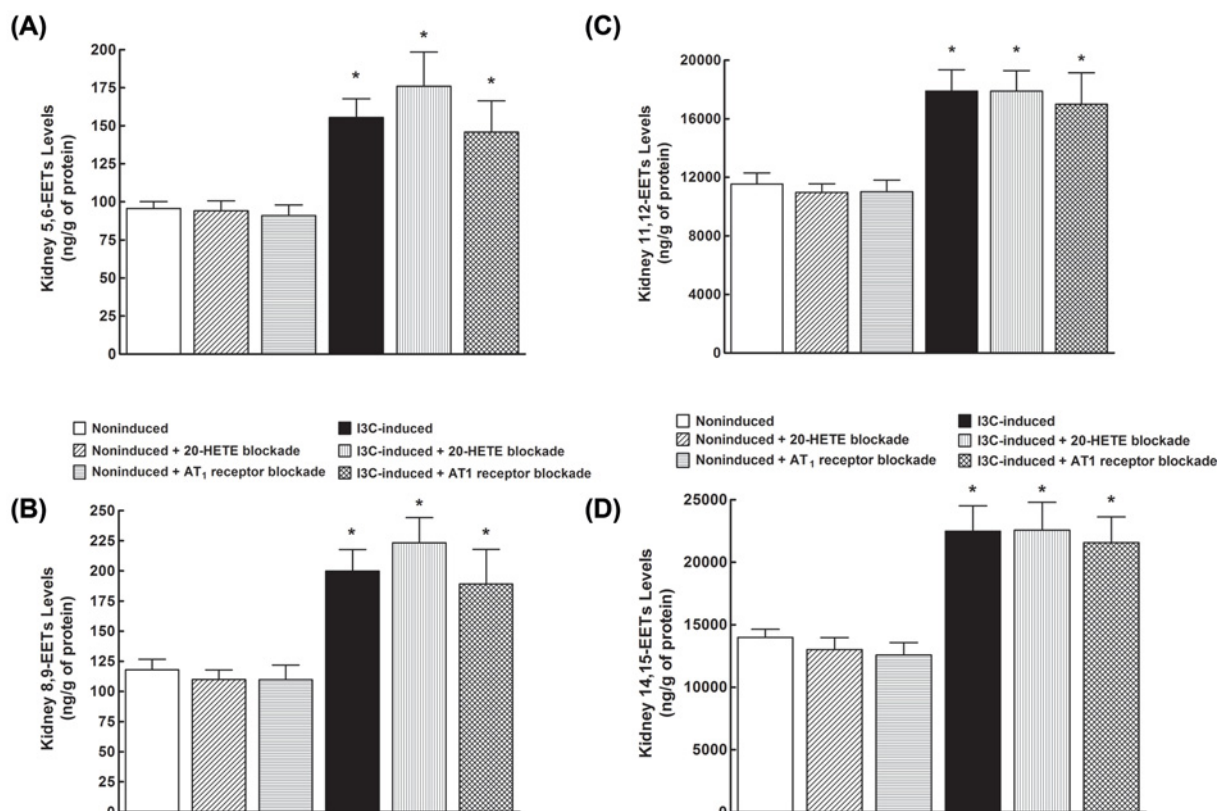 (A)
Kidney 5,6-EETs Levels
(ng/g of protein)
200
175
150
125
100
75
50
25
0
*
*
*
(C)
Kidney 11,12-EETs Levels
(ng/g of protein)
20000
16000
12000
8000
4000
0
*
*
*
Noninduced
Noninduced + 20-HETE blockade
Noninduced + AT1 receptor blockade
I3C-induced
I3C-induced + 20-HETE blockade
I3C-induced + AT1 receptor blockade
Noninduced
Noninduced + 20-HETE blockade
Noninduced + AT1 receptor blockade
I3C-induced
I3C-induced + 20-HETE blockade
I3C-induced + AT1 receptor blockade
(B)
Kidney 8,9-EETs Levels
(ng/g of protein)
250
225
200
175
150
125
100
75
50
25
0
*
*
*
(D)
Kidney 14,15-EETs Levels
(ng/g of protein)
25000
20000
15000
10000
5000
0
*
*
*